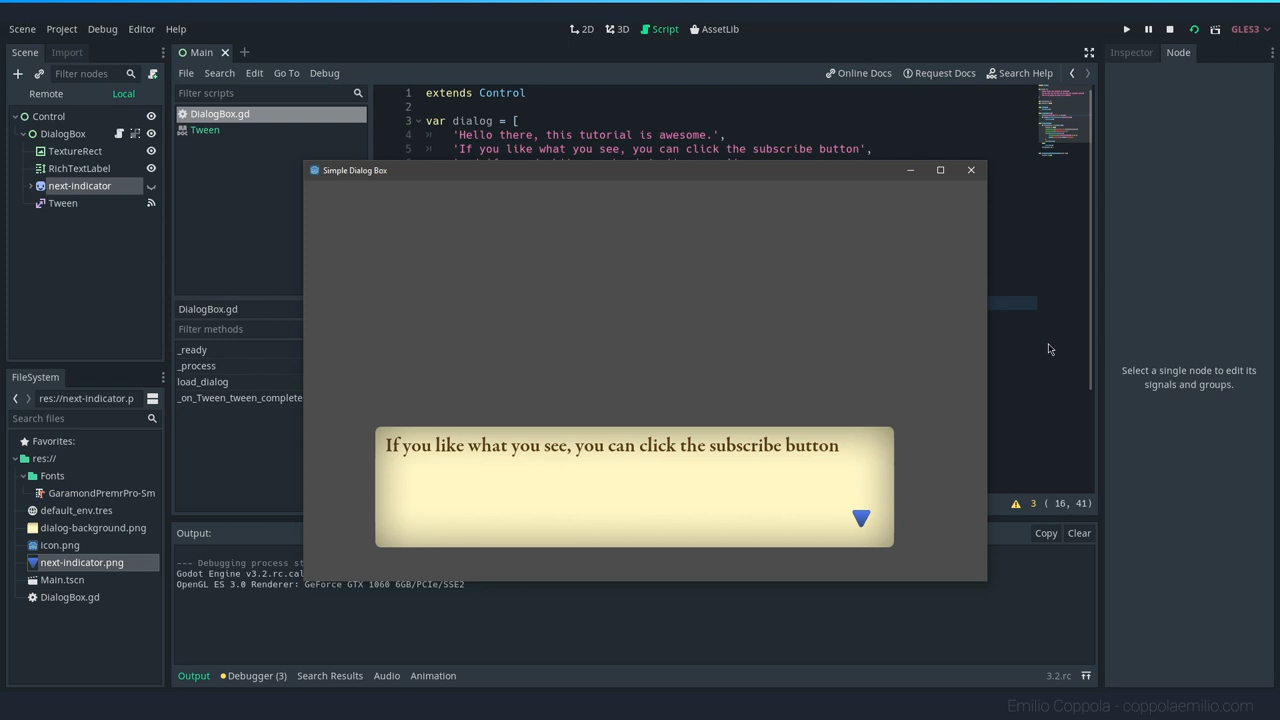 Scene Project Debug Editor Help
2D 3D Script AssetLib
GLES3
Scene Import
Filter nodes
Remote Local
Control
DialogBox
TextureRect
RichTextLabel
next-indicator
Tween
FileSystem
res://next-indicator.p
Search files
Favorites:
res://
Fonts
GaramondPremrPro-Sm
default_env.tres
dialog-background.png
icon.png
next-indicator.png
Main.tscn
DialogBox.gd
Main
File Search Edit Go To Debug
Online Docs Request Docs Search Help
Filter scripts
DialogBox.gd
Tween
DialogBox.gd
Filter methods
_ready
_process
load_dialog
_on_Tween_tween_complete
1 extends Control
2
3 var dialog = [
4 'Hello there, this tutorial is awesome.',
5 'If you like what you see, you can click the subscribe button',
Simple Dialog Box
If you like what you see, you can click the subscribe button
3 ( 16, 41)
Output:
Copy Clear
--- Debugging process st
Godot Engine v3.2.rc.cal
OpenGL ES 3.0 Renderer: GeForce GTX 1060 6GB/PCIe/SSE2
Output Debugger (3) Search Results Audio Animation
3.2.rc
Inspector Node
Select a single node to edit its
signals and groups.
Emilio Coppola - coppolaemilio.com